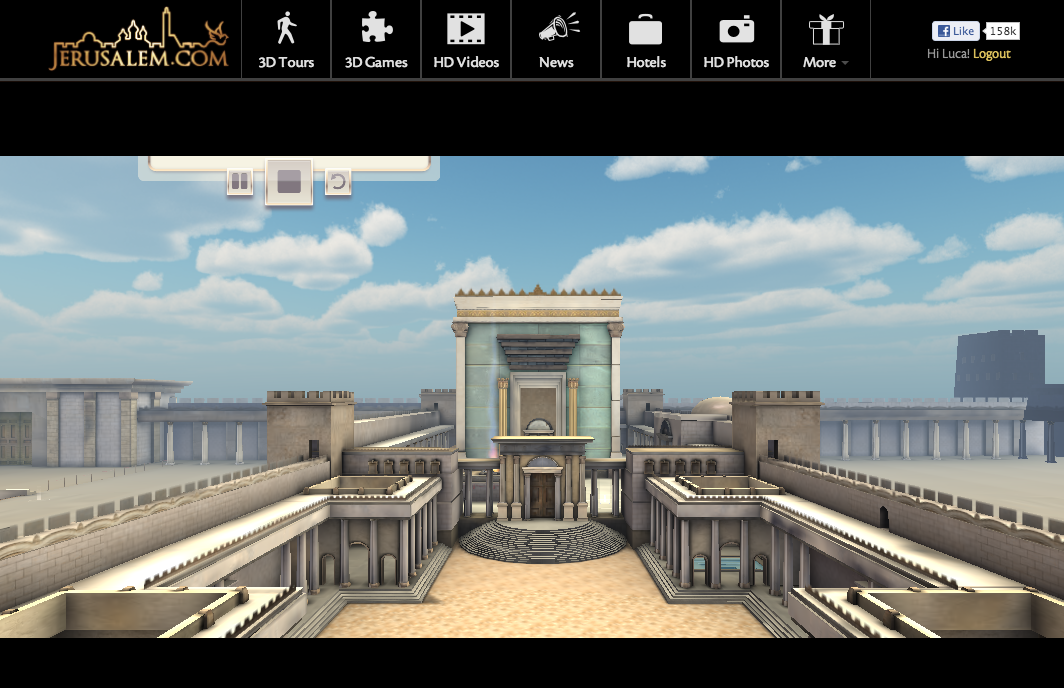 JERUSALEM.COM
3D Tours
3D Games
HD Videos
News
Hotels
HD Photos
More
Like
158k
Hi Luca! Logout